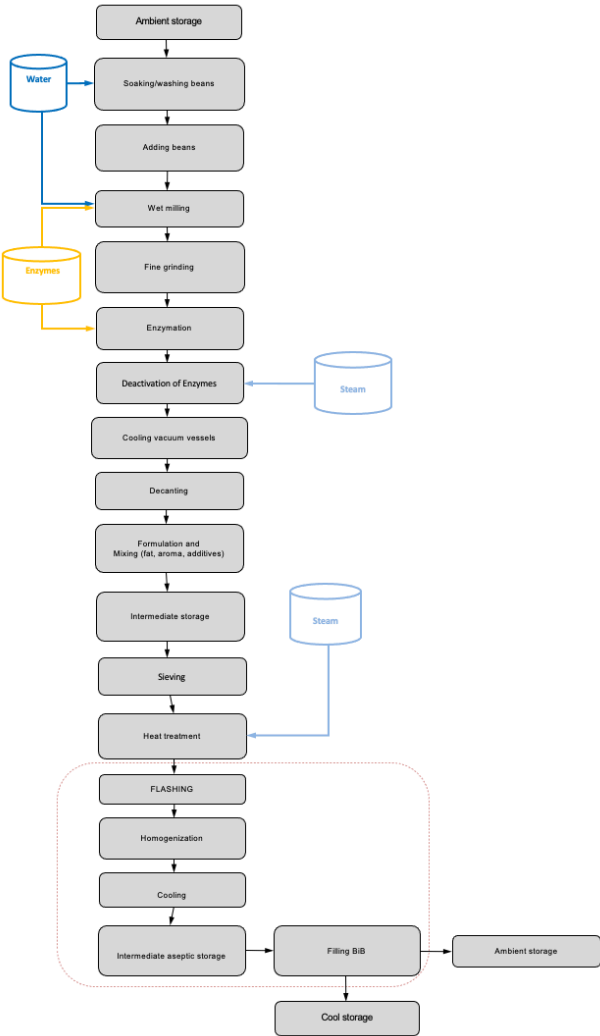 Ambient storage
Water
Soaking/washing beans
Adding beans
Wet milling
Enzymes
Fine grinding
Enzymation
Deactivation of Enzymes
Steam
Cooling vacuum vessels
Decanting
Formulation and
Mixing (fat, aroma, additives)
Intermediate storage
Steam
Sieving
Heat treatment
FLASHING
Homogenization
Cooling
Intermediate aseptic storage
Filling BiB
Ambient storage
Cool storage